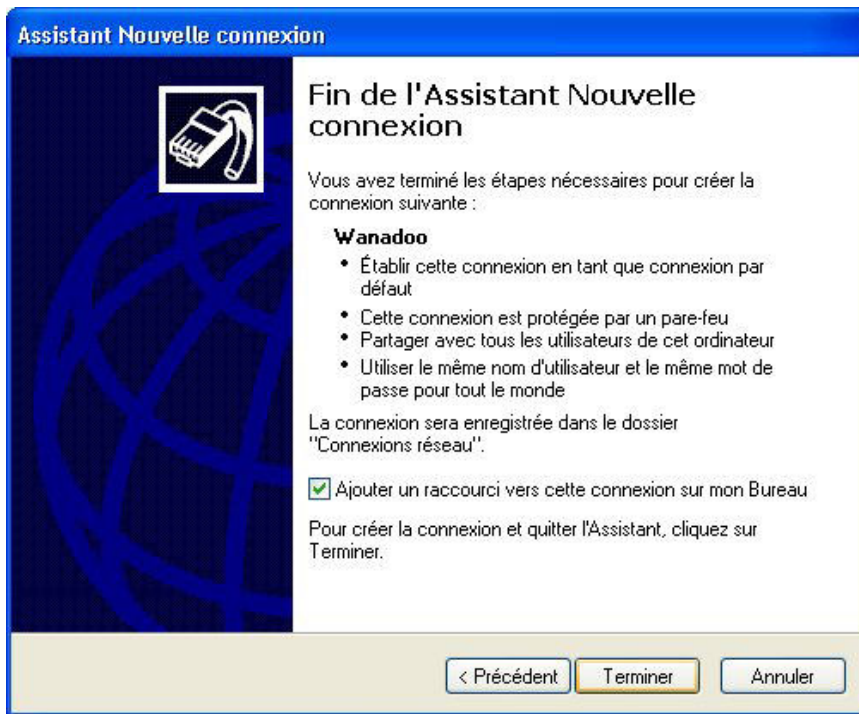 Assistant Nouvelle connexion
Fin de l'Assistant Nouvelle
connexion
Vous avez terminé les étapes nécessaires pour créer la
connexion suivante :
Wanadoo
• Établir cette connexion en tant que connexion par
défaut
• Cette connexion est protégée par un pare-feu
• Partager avec tous les utilisateurs de cet ordinateur
• Utiliser le même nom d'utilisateur et le même mot de
passe pour tout le monde
La connexion sera enregistrée dans le dossier
"Connexions réseau".
Ajouter un raccourci vers cette connexion sur mon Bureau
Pour créer la connexion et quitter l'Assistant, cliquez sur
Terminer.
< Précédent Terminer Annuler